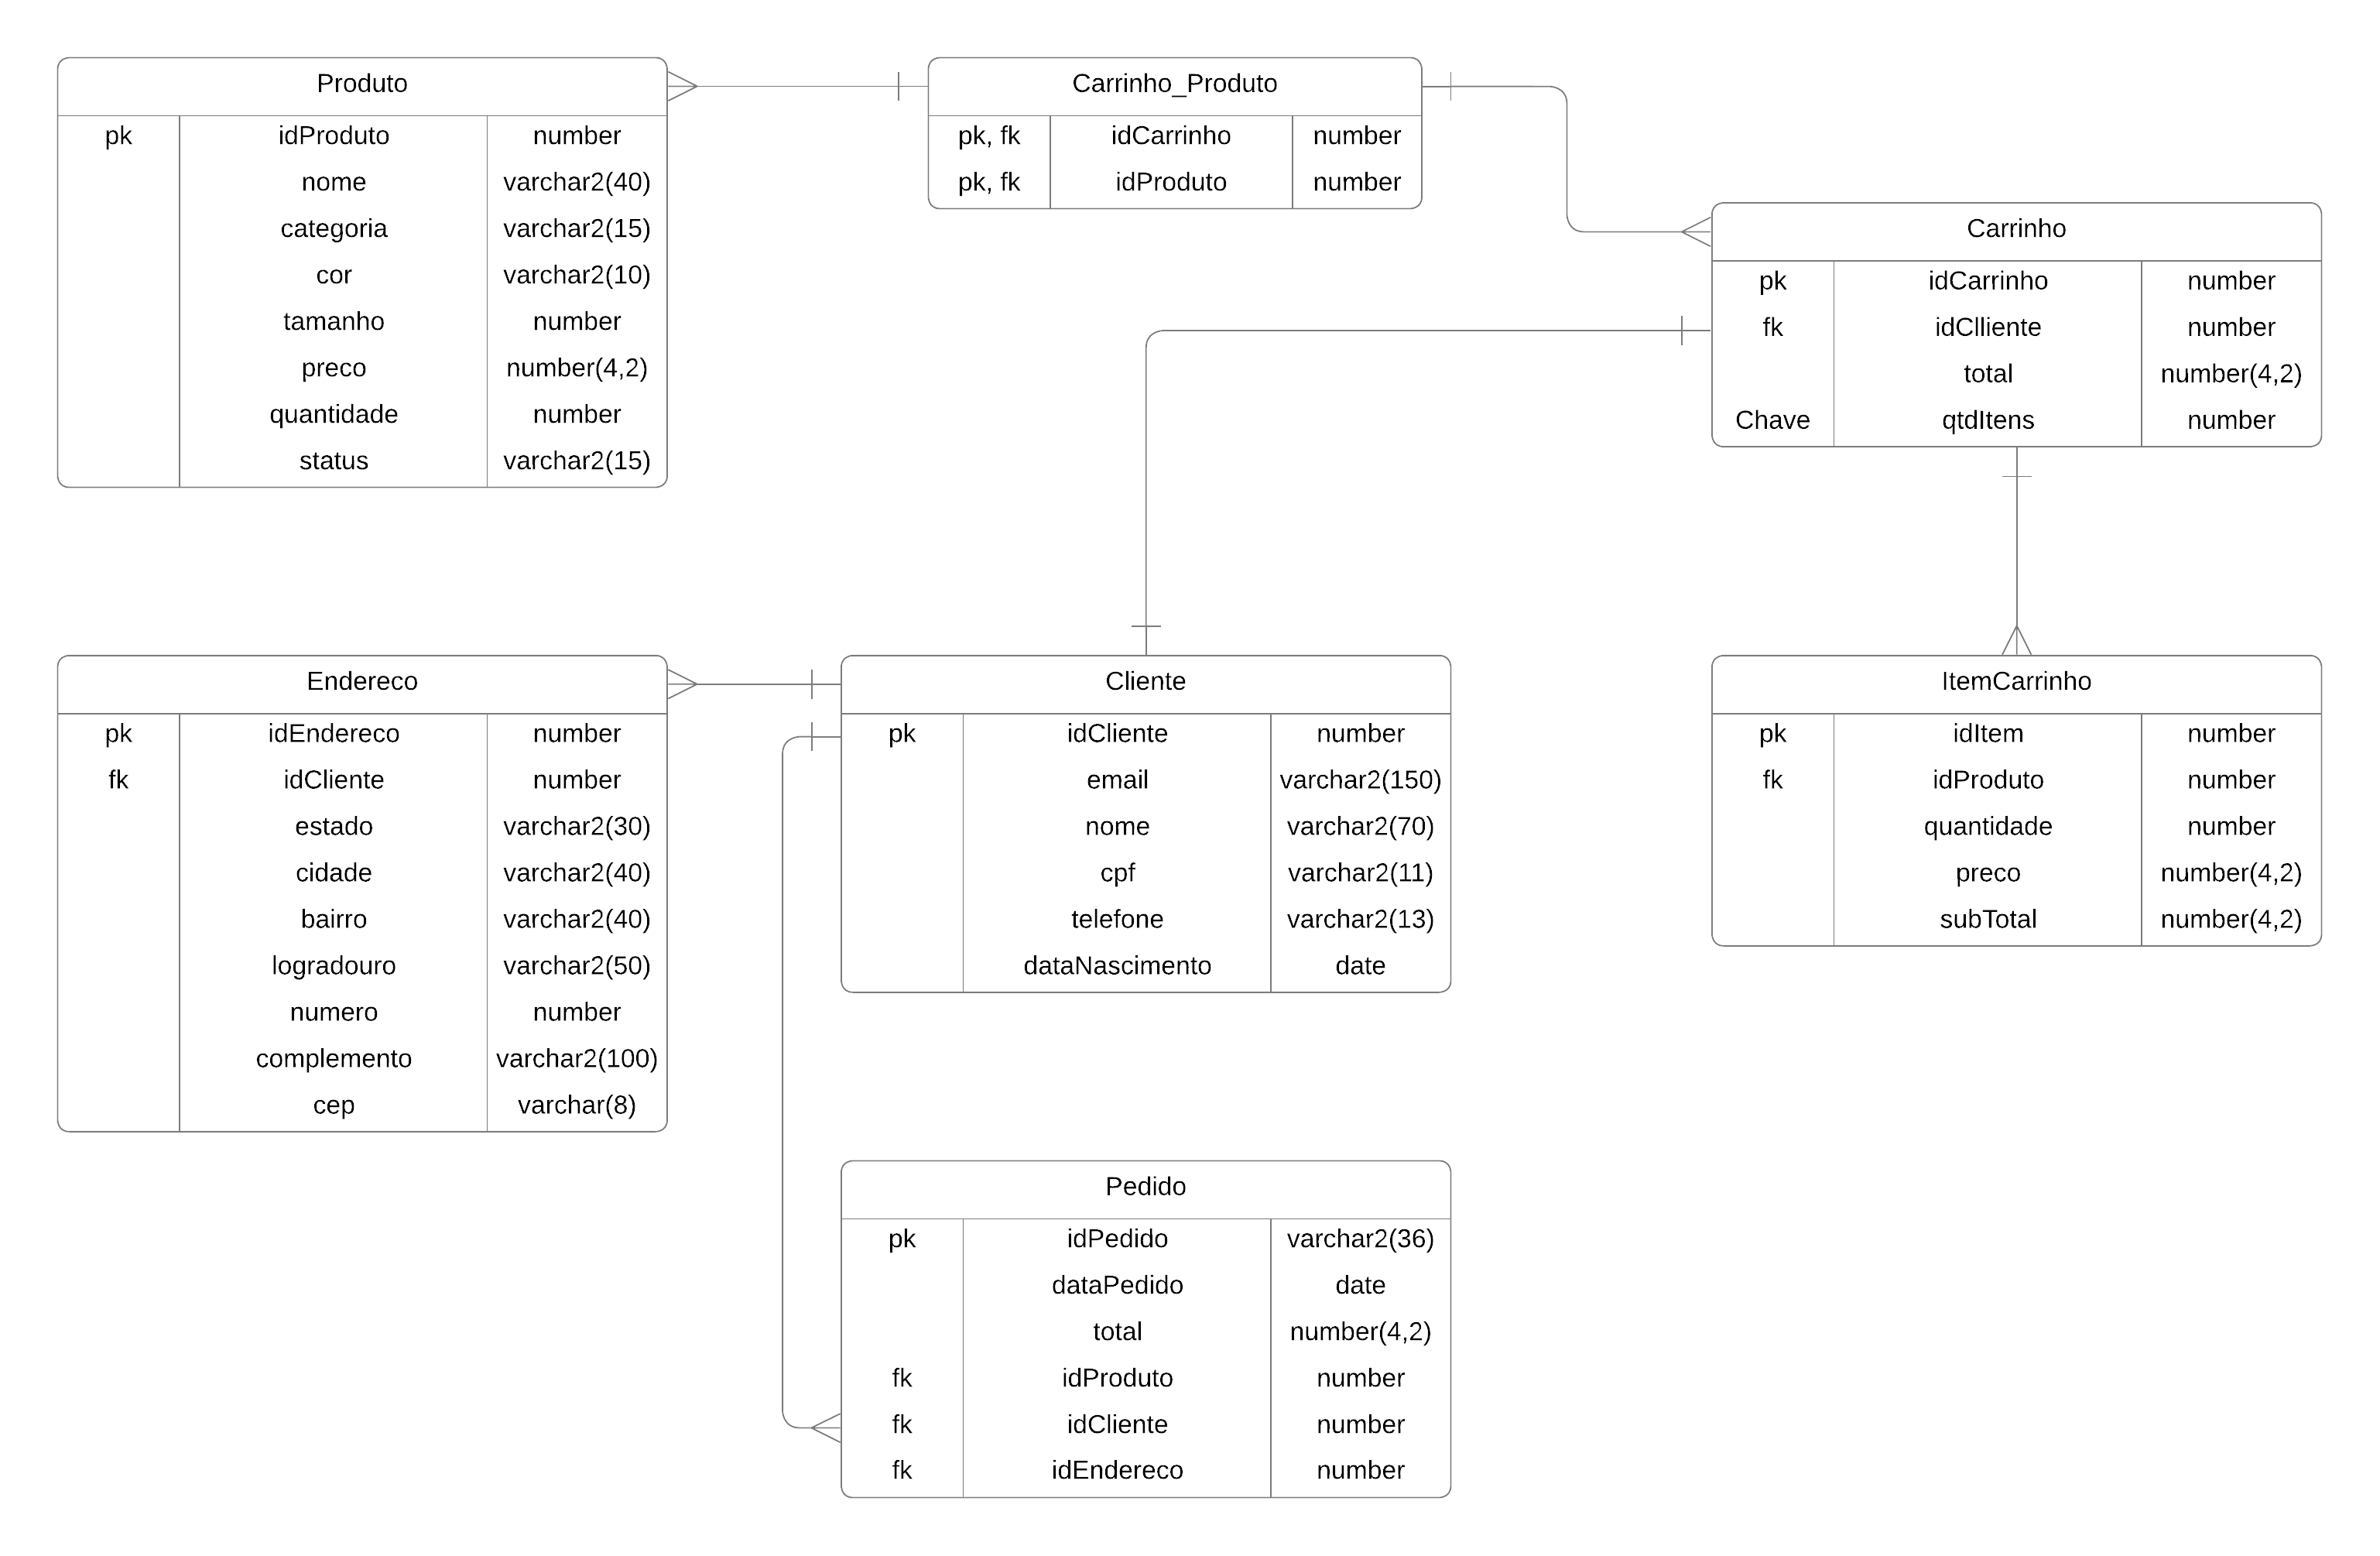 Produto
pk idProduto number
nome varchar2(40)
categoria varchar2(15)
cor varchar2(10)
tamanho number
preco number(4,2)
quantidade number
status varchar2(15)
Carrinho_Produto
pk, fk idCarrinho number
pk, fk idProduto number
Carrinho
pk idCarrinho number
fk idClliente number
total number(4,2)
Chave qtdItens number
Endereco
pk idEndereco number
fk idCliente number
estado varchar2(30)
cidade varchar2(40)
bairro varchar2(40)
logradouro varchar2(50)
numero number
complemento varchar2(100)
cep varchar(8)
Cliente
pk idCliente number
email varchar2(150)
nome varchar2(70)
cpf varchar2(11)
telefone varchar2(13)
dataNascimento date
ItemCarrinho
pk idItem number
fk idProduto number
quantidade number
preco number(4,2)
subTotal number(4,2)
Pedido
pk idPedido varchar2(36)
dataPedido date
total number(4,2)
fk idProduto number
fk idCliente number
fk idEndereco number